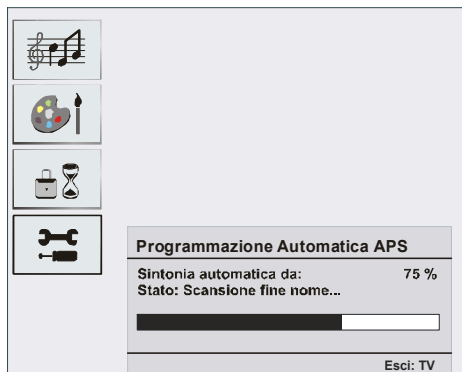 Programmazione Automatica APS
Sintonia automatica da: 75 %
Stato: Scansione fine nome...
Esci: TV